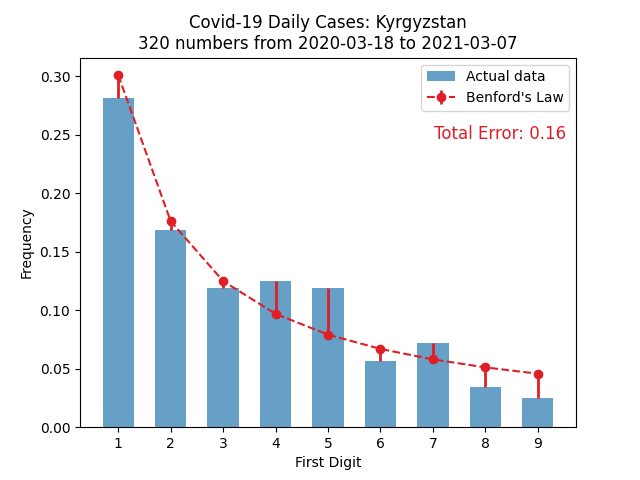 Covid-19 Daily Cases: Kyrgyzstan
320 numbers from 2020-03-18 to 2021-03-07
Actual data
Benford's Law
Total Error: 0.16
Frequency
0.30
0.25
0.20
0.15
0.10
0.05
0.00
1 2 3 4 5 6 7 8 9
First Digit